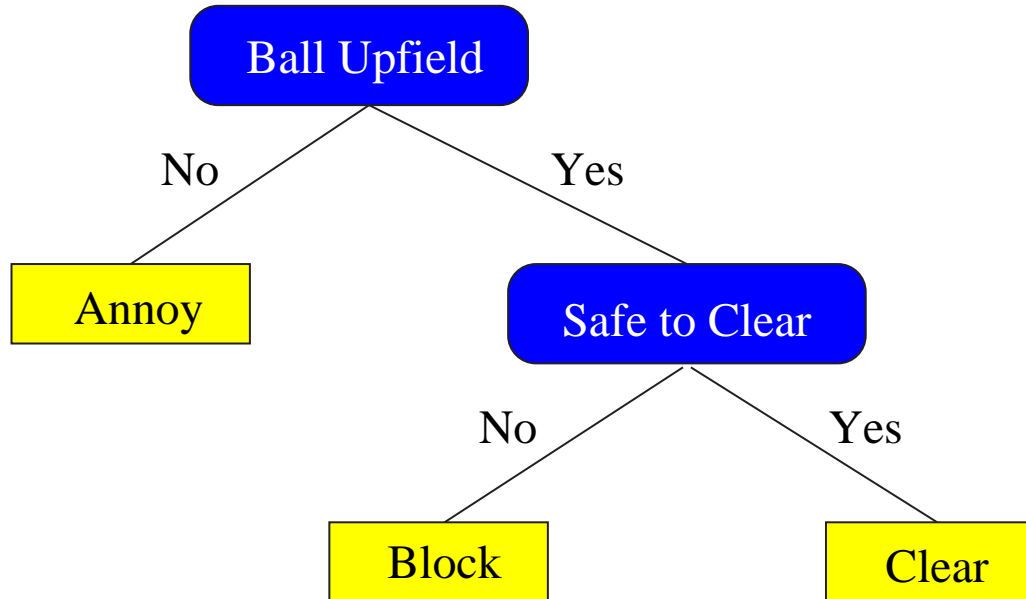 Ball Upfield
No
Yes
Annoy
Safe to Clear
No
Yes
Block
Clear